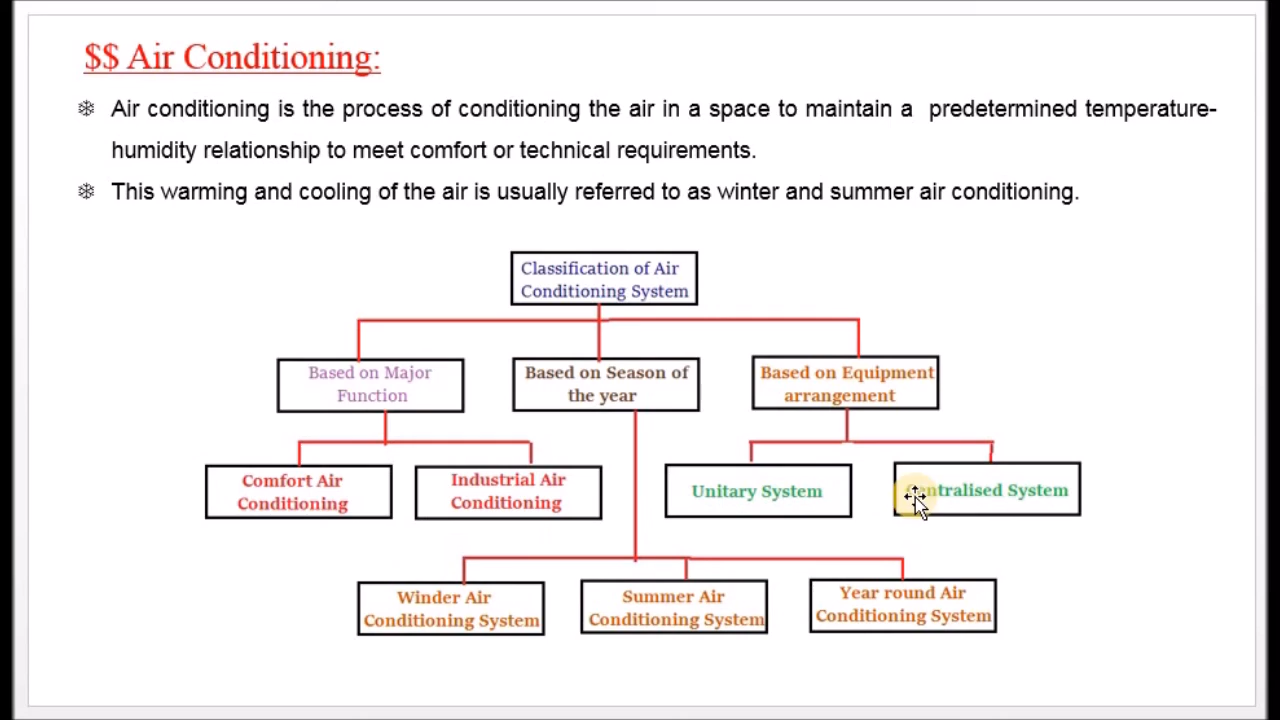 $$ Air Conditioning:
Air conditioning is the process of conditioning the air in a space to maintain a predetermined temperature-
humidity relationship to meet comfort or technical requirements.
This warming and cooling of the air is usually referred to as winter and summer air conditioning.
Classification of Air
Conditioning System
Based on Major
Function
Based on Season of
the year
Based on Equipment
arrangement
Comfort Air
Conditioning
Industrial Air
Conditioning
Unitary System
Centralised System
Winder Air
Conditioning System
Summer Air
Conditioning System
Year round Air
Conditioning System